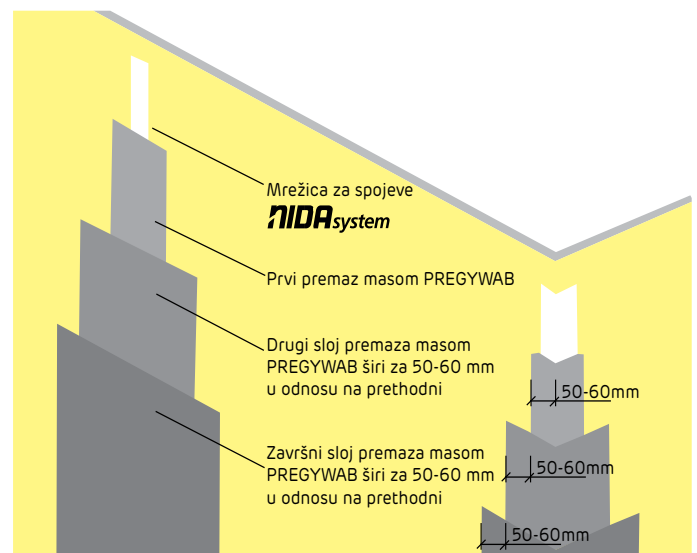 Mrežica za spojeve
NIDA system
Prvi premaz masom PREGYWAB
Drugi sloj premaza masom
PREGYWAB širi za 50-60 mm
u odnosu na prethodni
Završni sloj premaza masom
PREGYWAB širi za 50-60 mm
u odnosu na prethodni
50-60mm
50-60mm
50-60mm